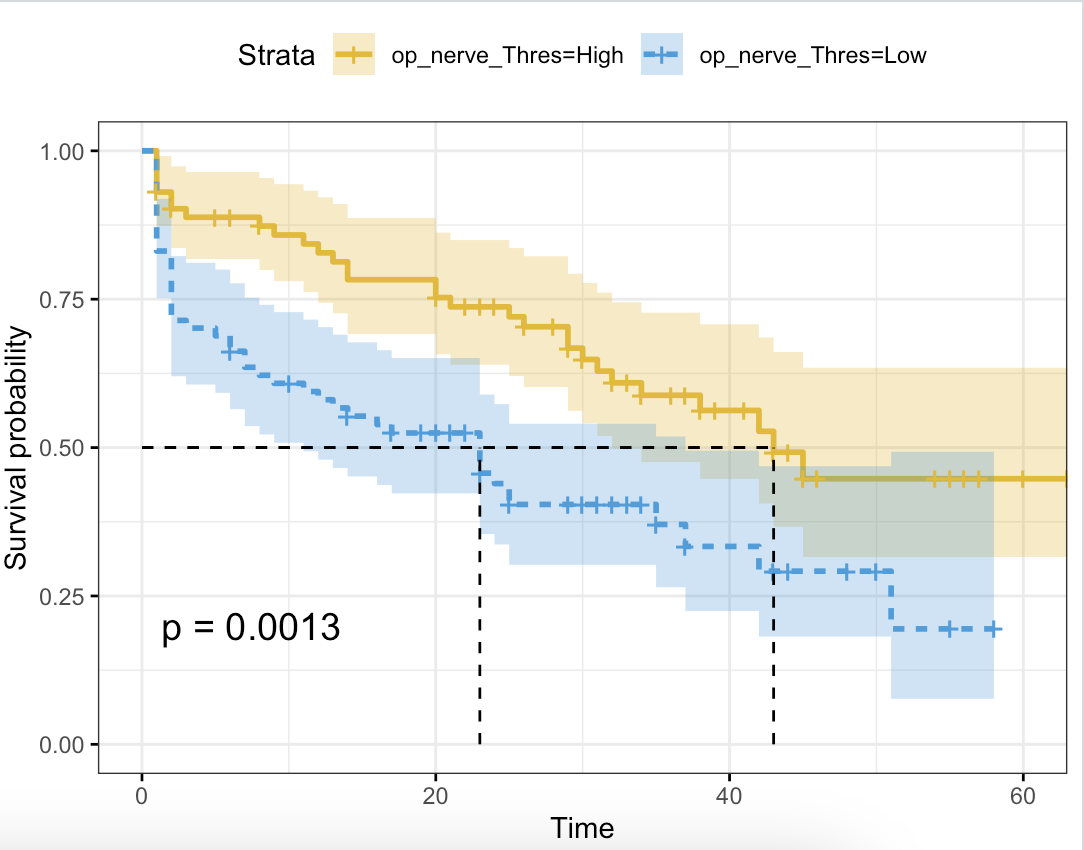 Strata op_nerve_Thres=High op_nerve_Thres=Low
1.00
0.75
0.50
0.25
0.00
Survival probability
p = 0.0013
0 20 40 60
Time